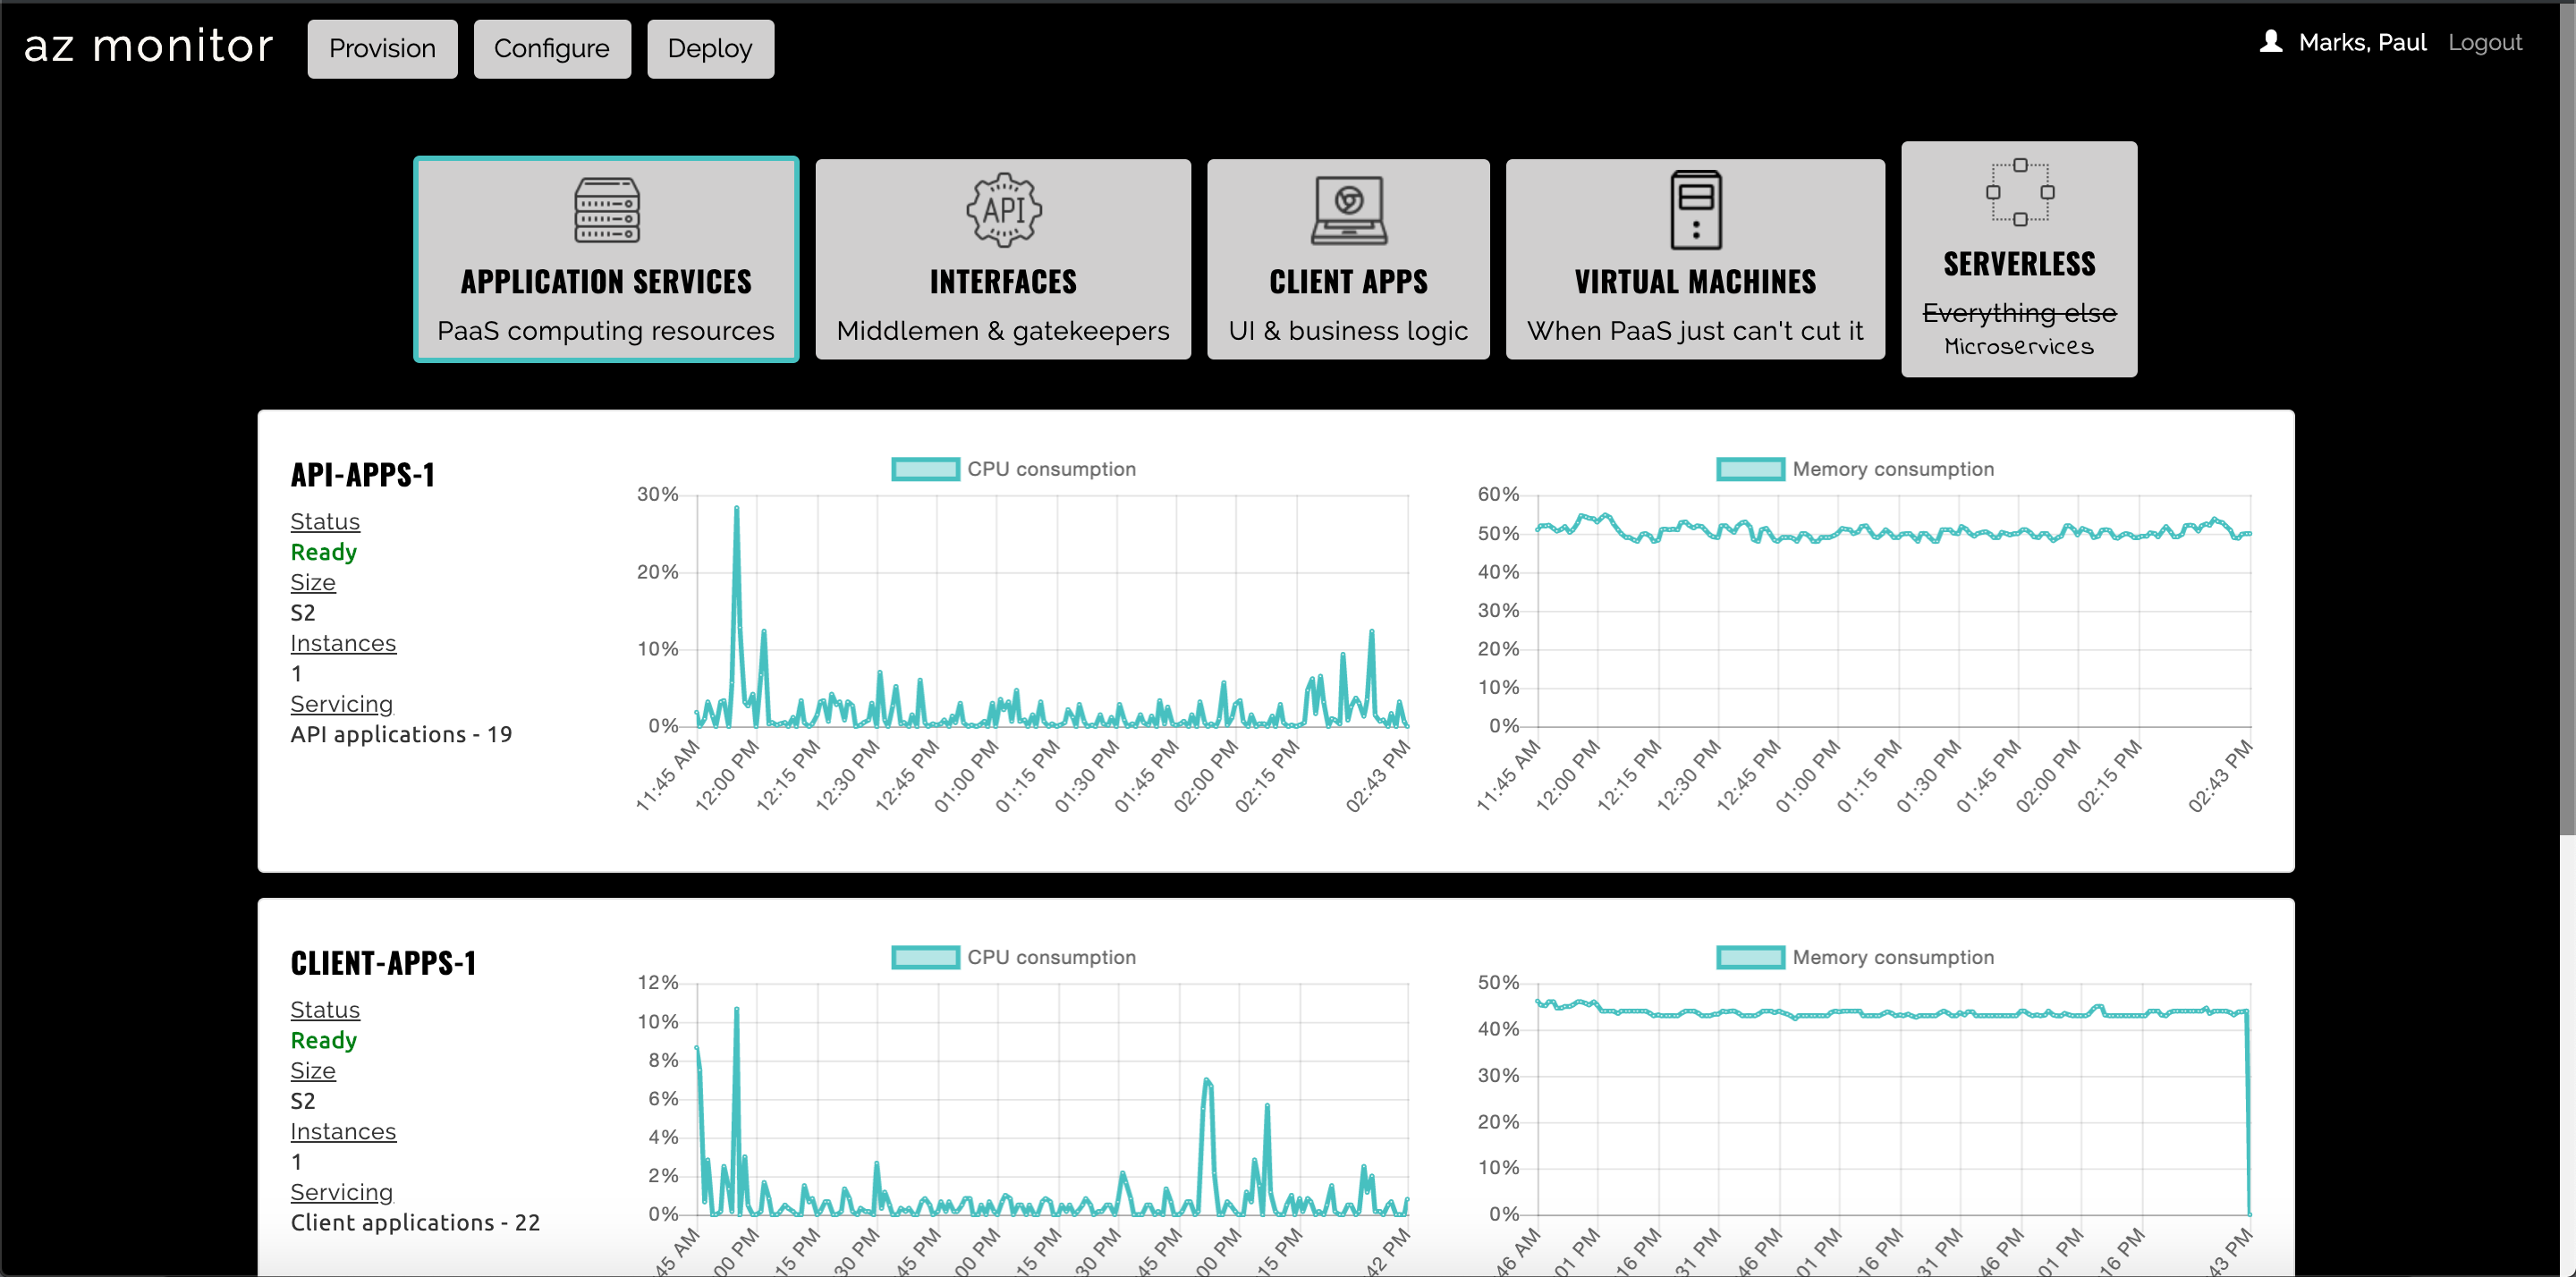 az monitor
Provision
Configure
Deploy
Marks, Paul
Logout
API
APPLICATION SERVICES
PaaS computing resources
INTERFACES
Middlemen & gatekeepers
CLIENT APPS
UI & business logic
VIRTUAL MACHINES
When PaaS just can't cut it
SERVERLESS
Everything else
Microservices
API-APPS-1
Status
Ready
Size
S2
Instances
1
Servicing
API applications - 19
CPU consumption
30%
20%
10%
0%
11:45 AM
12:00 PM
12:15 PM
12:30 PM
12:45 PM
01:00 PM
01:15 PM
01:30 PM
01:45 PM
02:00 PM
02:15 PM
02:43 PM
Memory consumption
60%
50%
40%
30%
20%
10%
0%
11:45 AM
12:00 PM
12:15 PM
12:30 PM
12:45 PM
01:00 PM
01:15 PM
01:30 PM
01:45 PM
02:00 PM
02:15 PM
02:43 PM
CLIENT-APPS-1
Status
Ready
Size
S2
Instances
1
Servicing
Client applications - 22
CPU consumption
12%
10%
8%
6%
4%
2%
0%
45 AM
00 PM
15 PM
30 PM
45 PM
00 PM
15 PM
30 PM
45 PM
00 PM
15 PM
42 PM
Memory consumption
50%
40%
30%
20%
10%
0%
46 AM
01 PM
16 PM
31 PM
46 PM
01 PM
16 PM
31 PM
46 PM
01 PM
16 PM
43 PM